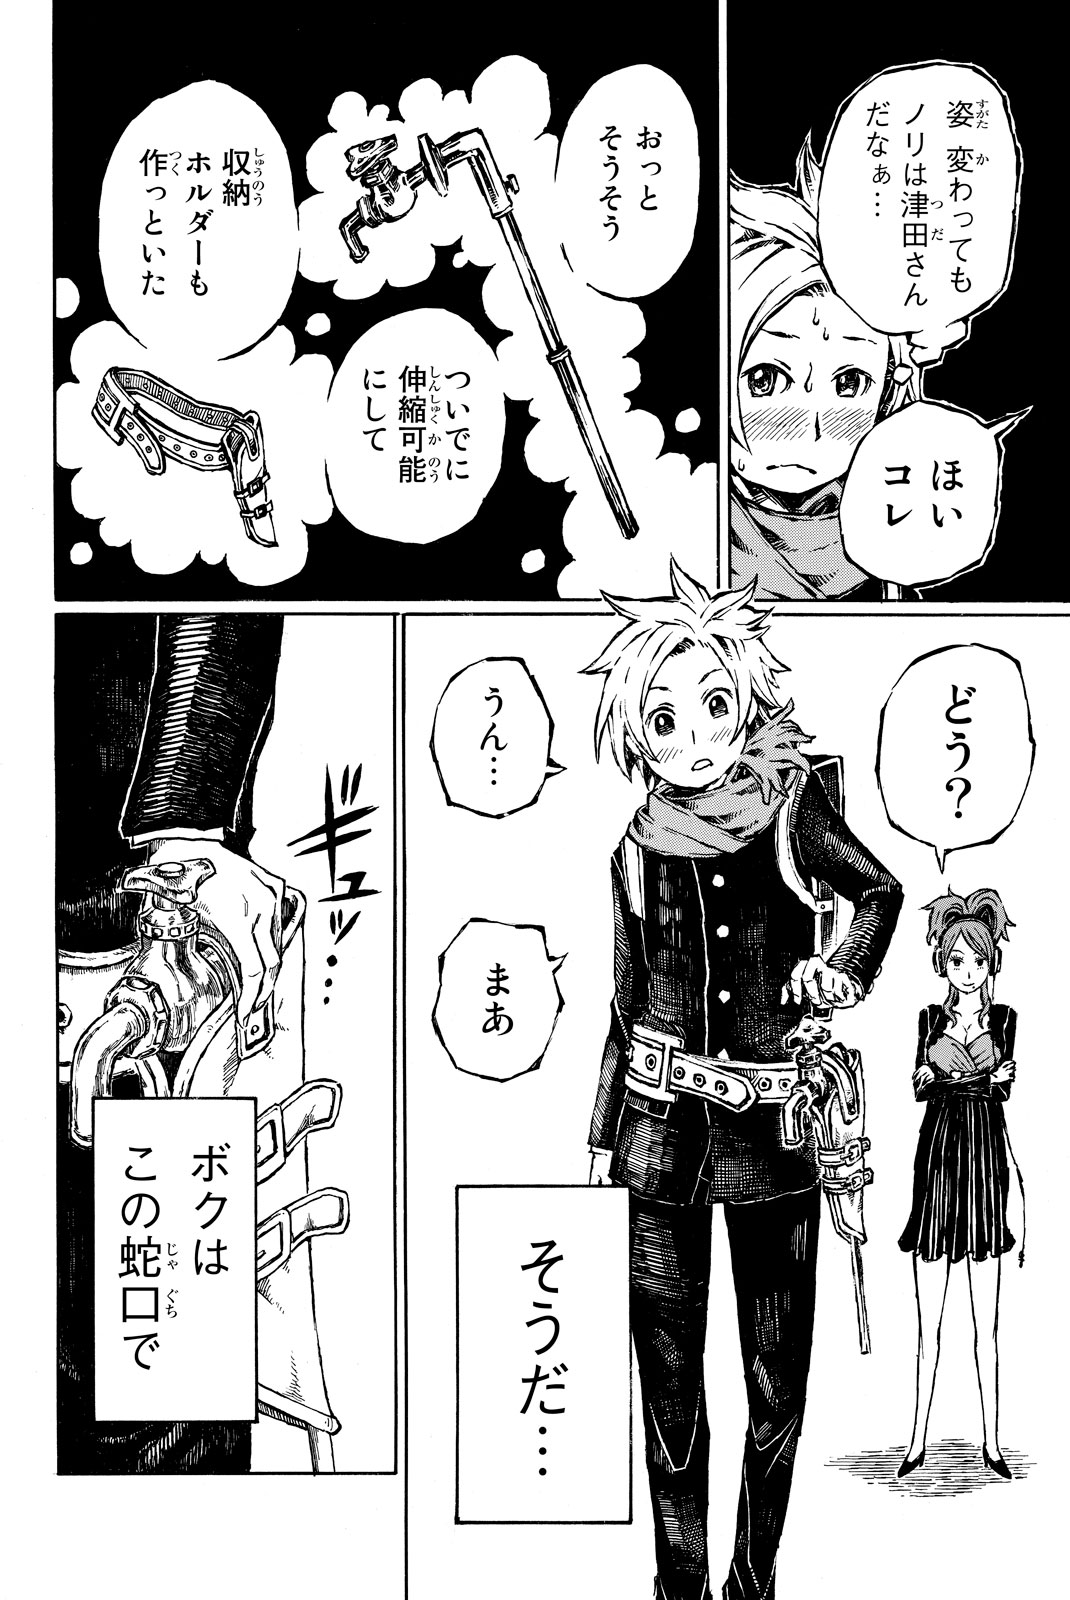 姿 変わっても
ノリは津田さん
だなぁ…
ほい
コレ
おっと
そうそう
ついでに
伸縮可能
にして
収納
ホルダーも
作っといた
どう？
うん…
まあ
そうだ…
ギュッ…
ボクは
この蛇口で